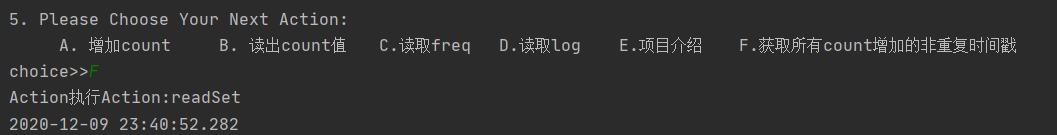 5. Please Choose Your Next Action:
A. 增加count B. 读出count值 C.读取freq D.读取log E.项目介绍 F.获取所有count增加的非重复时间戳
choice>>F
Action执行Action:readSet
2020-12-09 23:40:52.282